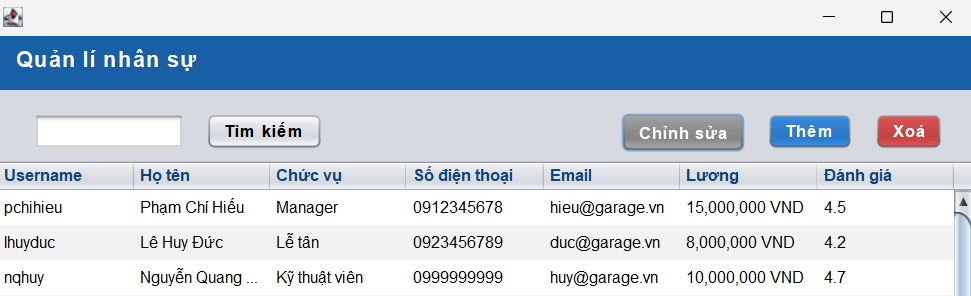 Quản lí nhân sự
Tìm kiếm Chỉnh sửa Thêm Xoá
Username Họ tên Chức vụ Số điện thoại Email Lương Đánh giá
pchihieu Phạm Chí Hiếu Manager 0912345678 hieu@garage.vn 15,000,000 VND 4.5
lhuyduc Lê Huy Đức Lễ tân 0923456789 duc@garage.vn 8,000,000 VND 4.2
nqhuy Nguyễn Quang ... Kỹ thuật viên 0999999999 huy@garage.vn 10,000,000 VND 4.7